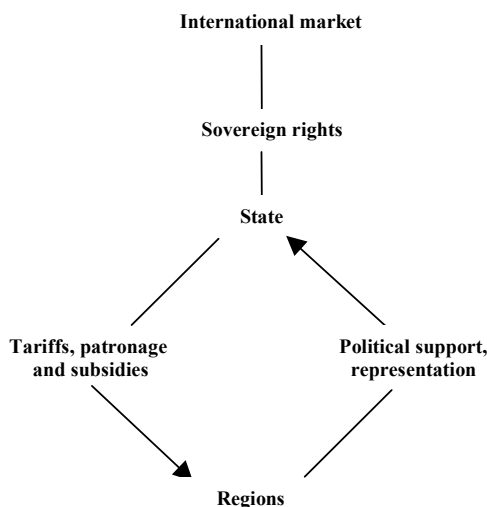 International market
Sovereign rights
State
Tariffs, patronage
and subsidies
Political support,
representation
Regions